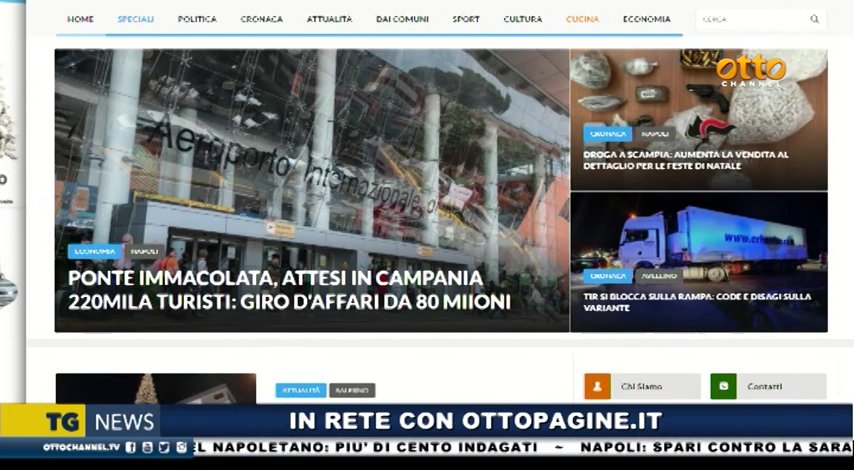 HOME SPECIALI POLITICA CRONACA ATTUALITÀ DAI COMUNI SPORT CULTURA CUCINA ECONOMIA CERCA
otto
CHANNEL
Aeroporto Internazionale di
ECONOMIA NAPOLI
PONTE IMMACOLATA, ATTESI IN CAMPANIA
220MILA TURISTI: GIRO D'AFFARI DA 80 MIIONI
CRONACA NAPOLI
DROGA A SCAMPIA: AUMENTA LA VENDITA AL
DETTAGLIO PER LE FESTE DI NATALE
CRONACA AVELLINO
TIR SI BLOCCA SULLA RAMPA: CODE E DISAGI SULLA
VARIANTE
ATTUALITÀ SALERNO
Chi Siamo
Contatti
TG NEWS
IN RETE CON OTTOPAGINE.IT
OTTOCHANNEL.TV
EL NAPOLETANO: PIU' DI CENTO INDAGATI ~ NAPOLI: SPARI CONTRO LA SARA